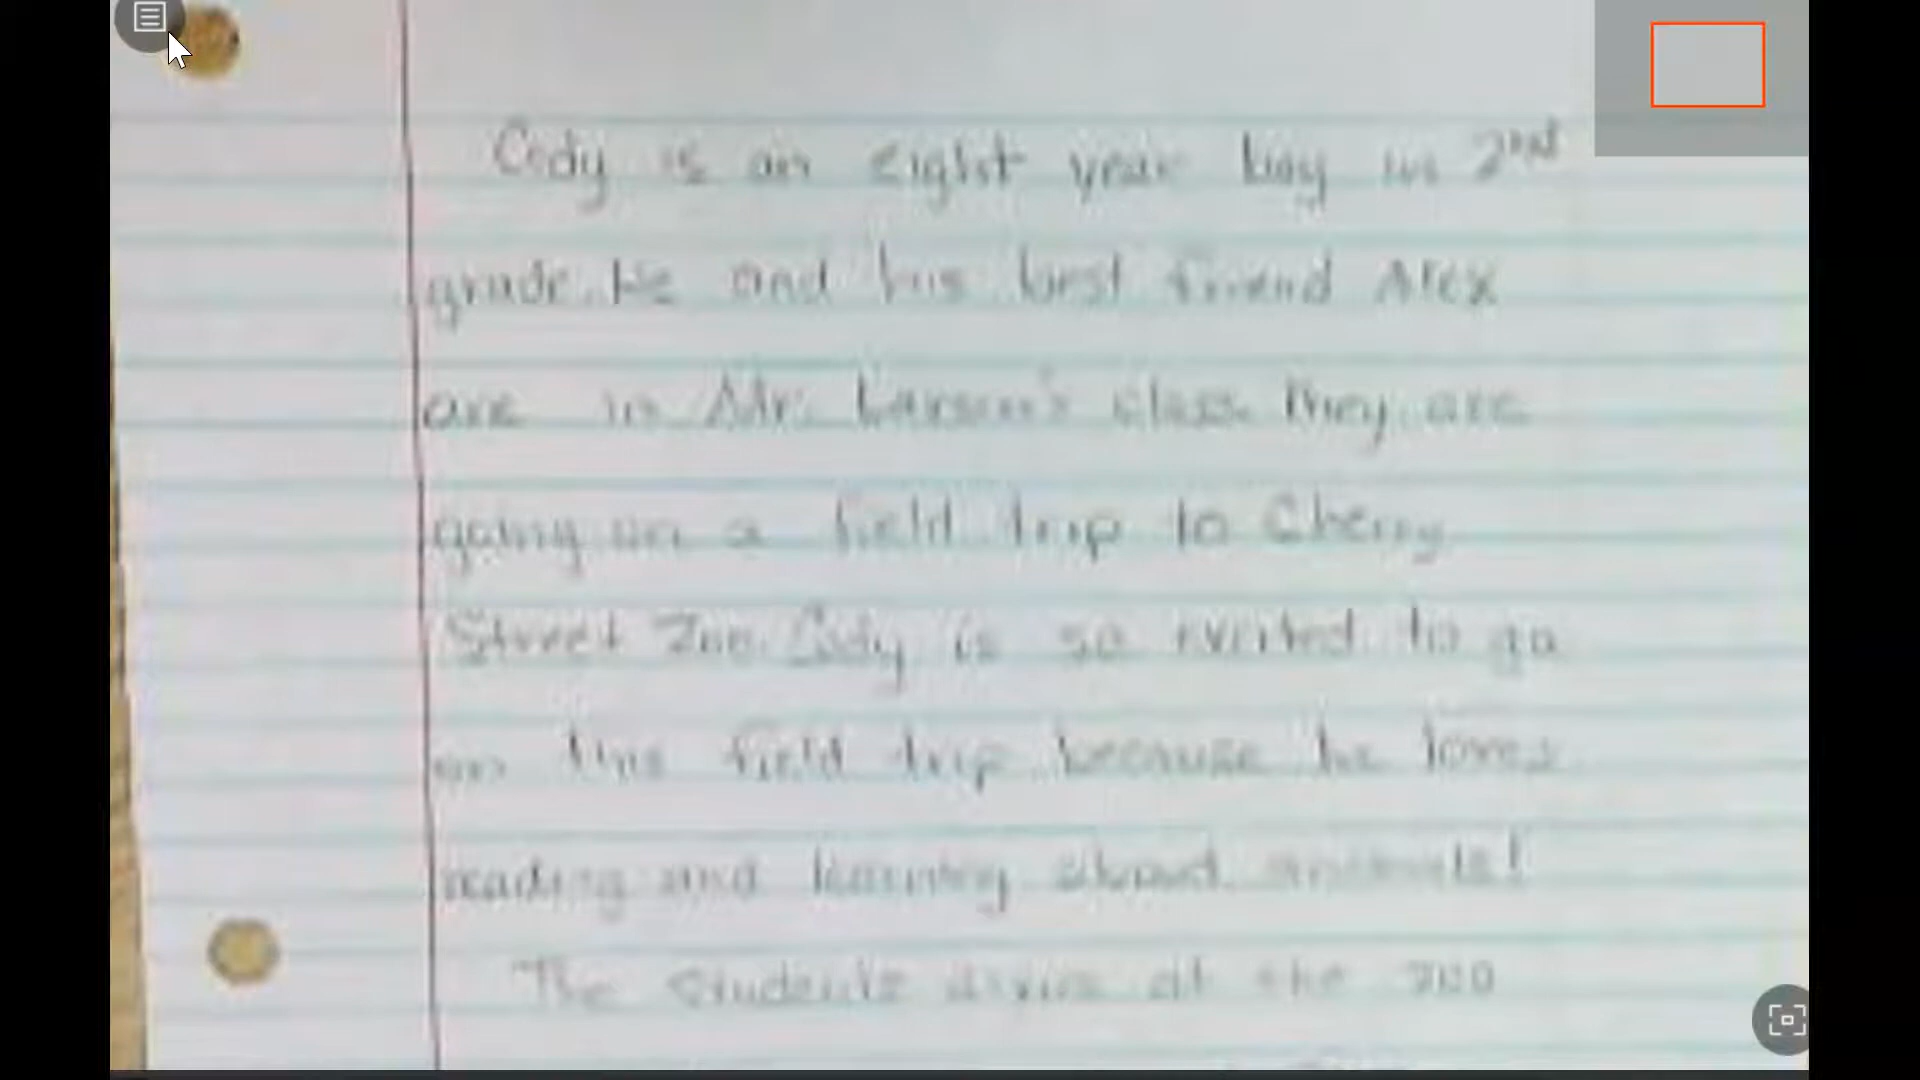 Cody is an eight year boy in 2nd
grade. He and his best friend Alex
are in Mr. Larson's class. They are
going on a field trip to Cherry
Street Zoo. Cody is so excited to go
on this field trip because he loves
reading and learning about animals!
The students arrive at the zoo